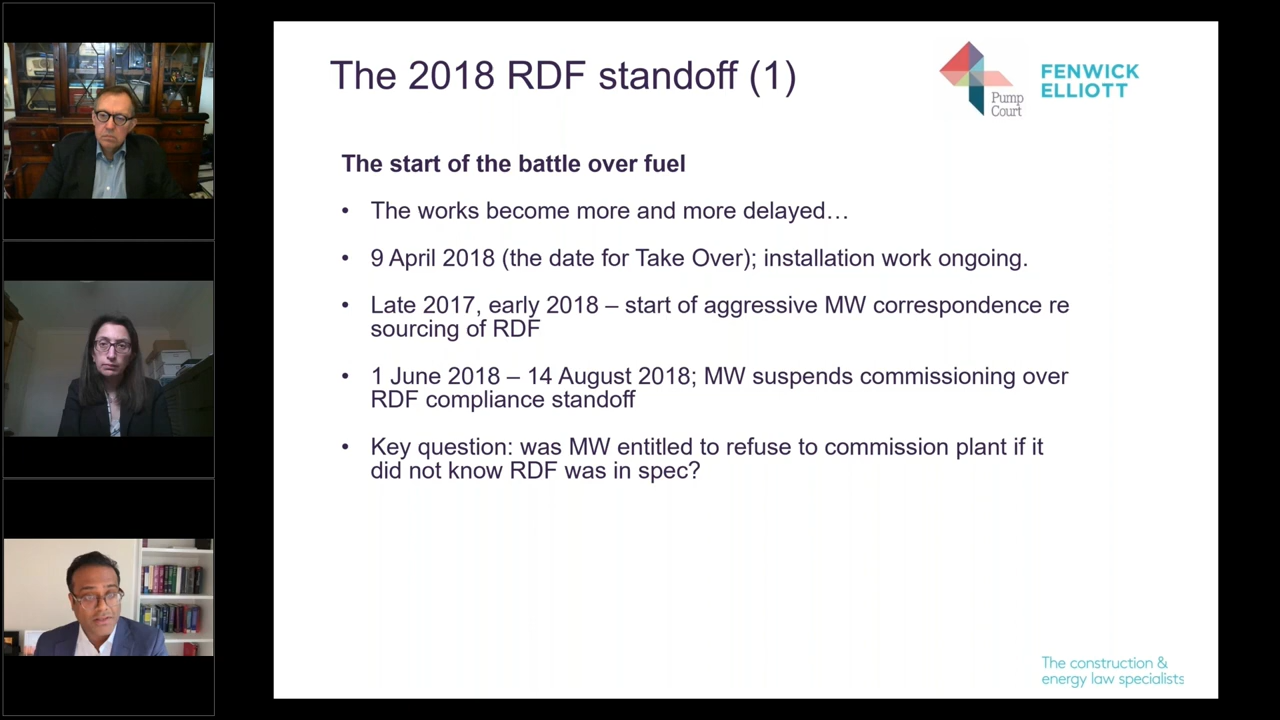 The 2018 RDF standoff (1)
Pump
Court
FENWICK
ELLIOTT
The start of the battle over fuel
• The works become more and more delayed…
• 9 April 2018 (the date for Take Over); installation work ongoing.
• Late 2017, early 2018 – start of aggressive MW correspondence re
sourcing of RDF
• 1 June 2018 – 14 August 2018; MW suspends commissioning over
RDF compliance standoff
• Key question: was MW entitled to refuse to commission plant if it
did not know RDF was in spec?
The construction &
energy law specialists